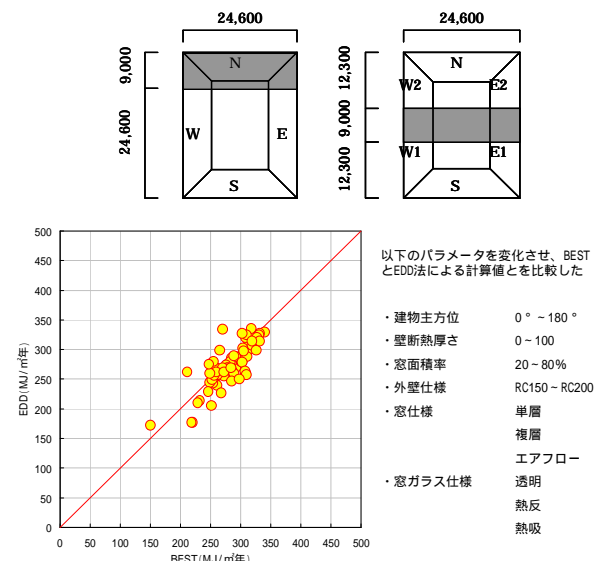 24,600
9,000
24,600
N
W
E
S
24,600
12,300
9,000
12,300
N
W2
E2
W1
E1
S
500
450
400
350
300
250
200
150
100
50
0
EDD(MJ/㎡年)
0 50 100 150 200 250 300 350 400 450 500
BEST(MJ/㎡年)
以下のパラメータを変化させ、BEST
とEDD法による計算値とを比較した
・建物主方位 0°~180°
・壁断熱厚さ 0~100
・窓面積率 20~80%
・外壁仕様 RC150~RC200
・窓仕様 単層
複層
エアフロー
・窓ガラス仕様 透明
熱反
熱吸